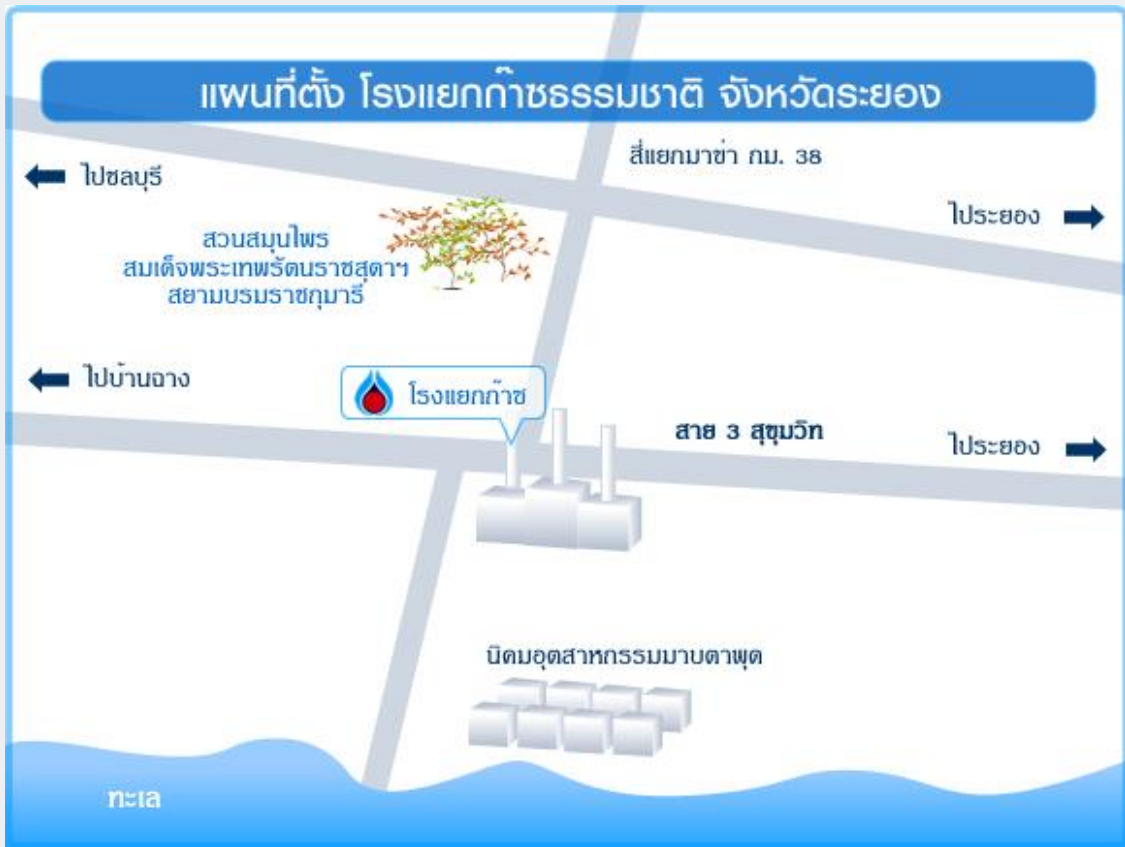 แผนที่ตั้ง โรงแยกก๊าซธรรมชาติ จังหวัดระยอง
สี่แยกมาข่า กม. 38
ไปชลบุรี
ไประยอง
สวนสมุนไพร
สมเด็จพระเทพรัตนราชสุดาฯ
สยามบรมราชกุมารี
ไปบ้านฉาง
โรงแยกก๊าซ
สาย 3 สุขุมวิท
ไประยอง
นิคมอุตสาหกรรมมาบตาพุด
ทะเล